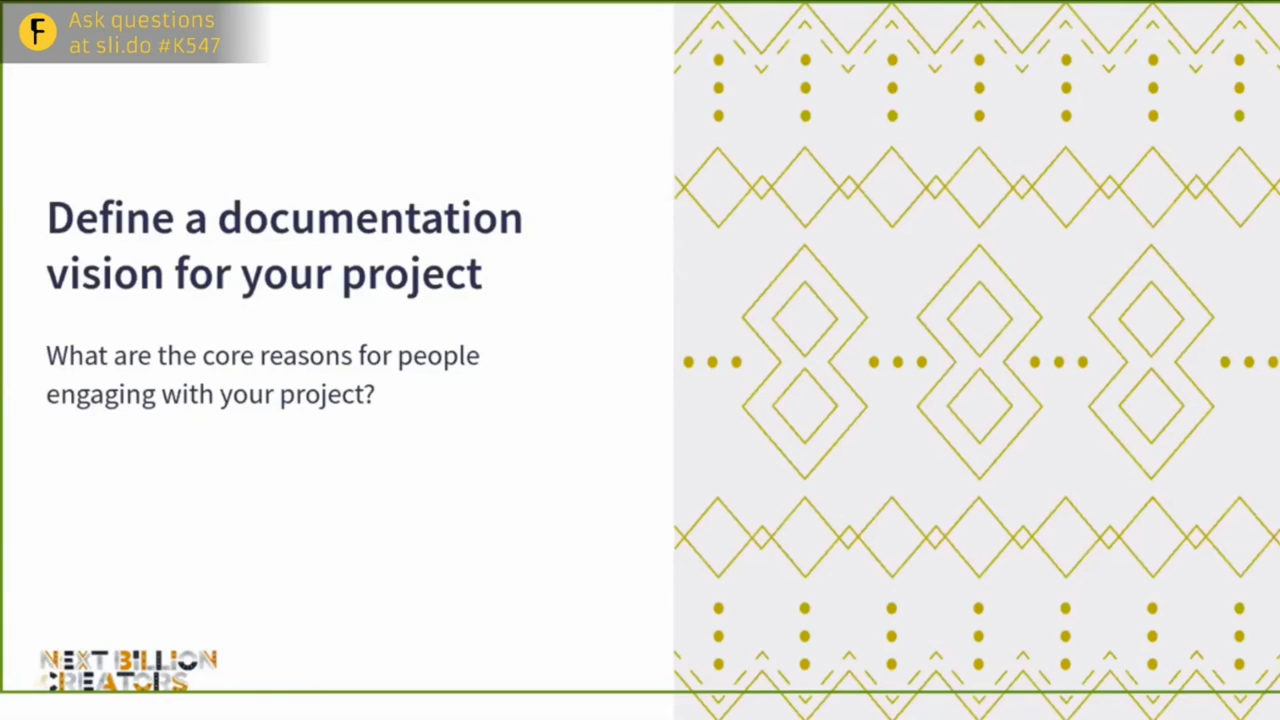 F
Ask questions
at sli.do #K547
Define a documentation
vision for your project
What are the core reasons for people
engaging with your project?
NEXT BILLION
CREATORS